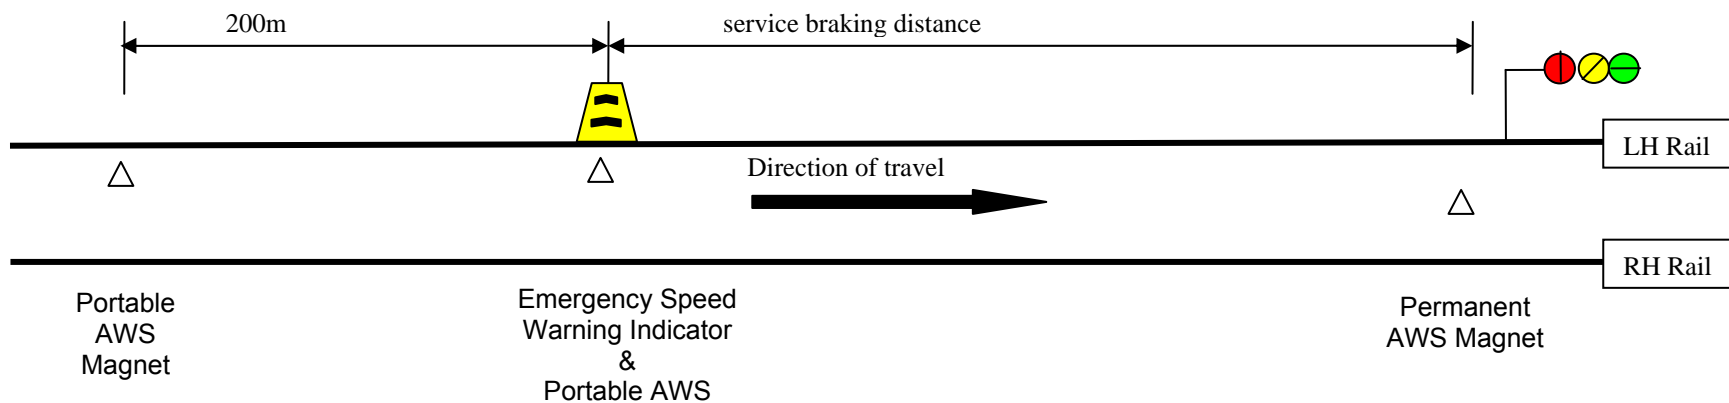 200m
service braking distance
LH Rail
Direction of travel
RH Rail
Portable
AWS
Magnet
Emergency Speed
Warning Indicator
&
Portable AWS
Permanent
AWS Magnet